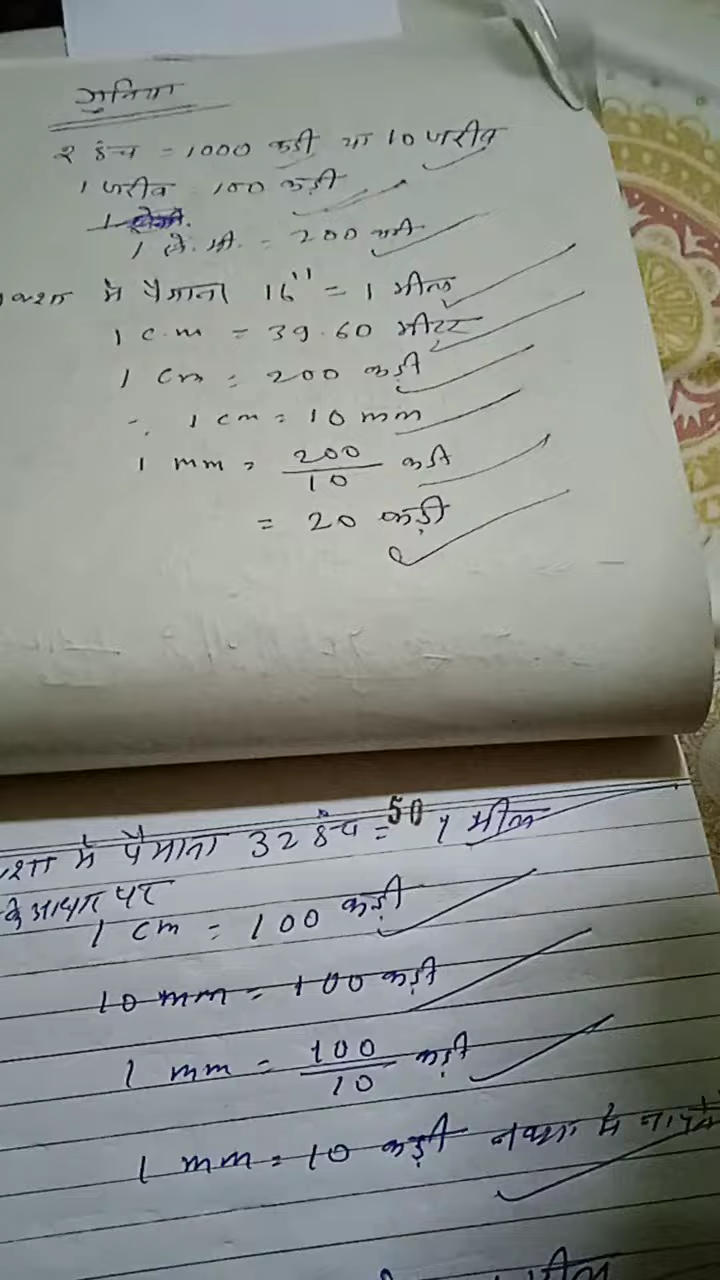 गुनिया
२ इंच = 1000 कड़ी या 10 जरीब
1 जरीब 100 कड़ी
1
1 से.मी. = 200 कड़ी
में पैमाना 16" = 1 मील
1 c.m = 39.60 मीटर
1 cm = 200 कड़ी
∴ 1 cm = 10 mm
1 mm = 200/10 कड़ी
= 20 कड़ी
में पैमाना 32 इंच = 50 1 मील
के आधार पर
1 cm = 100 कड़ी
10 mm = 100 कड़ी
1 mm = 100/10 कड़ी
1 mm = 10 कड़ी नक्शा में